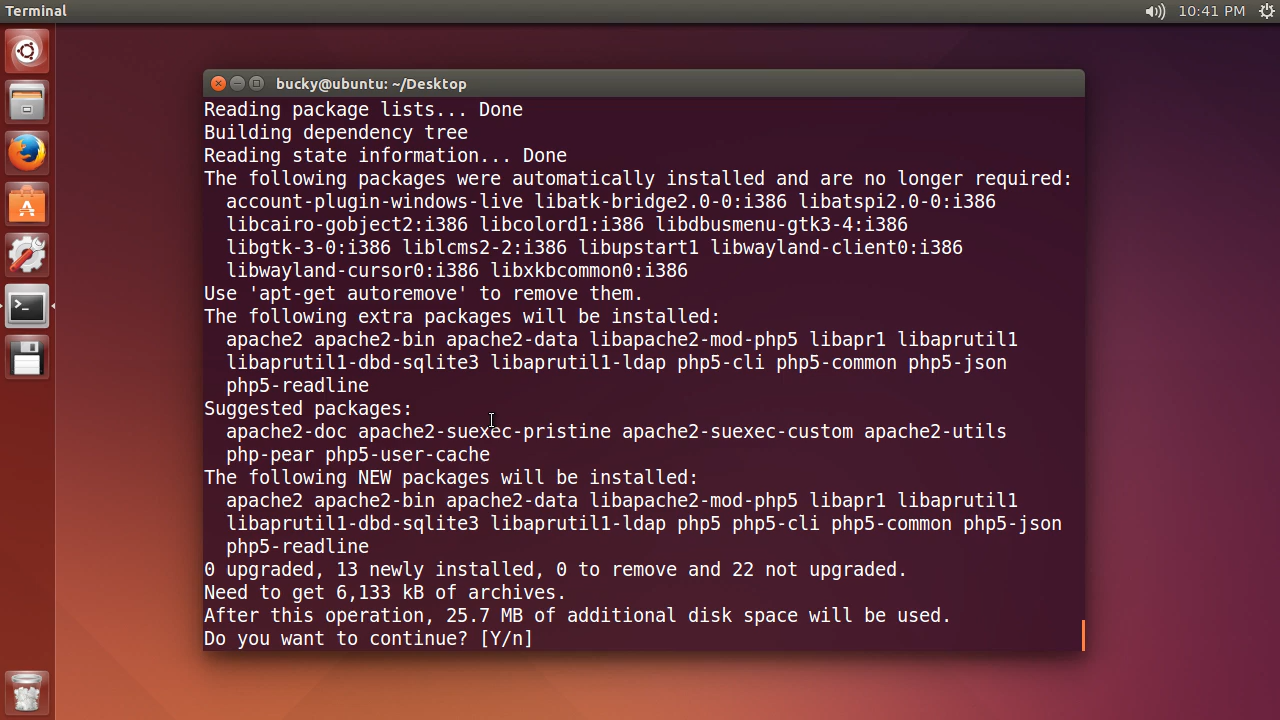 Terminal
10:41 PM
bucky@ubuntu: ~/Desktop
Reading package lists... Done
Building dependency tree
Reading state information... Done
The following packages were automatically installed and are no longer required:
account-plugin-windows-live libatk-bridge2.0-0:i386 libatspi2.0-0:i386
libcairo-gobject2:i386 libcolord1:i386 libdbusmenu-gtk3-4:i386
libgtk-3-0:i386 liblcms2-2:i386 libupstart1 libwayland-client0:i386
libwayland-cursor0:i386 libxkbcommon0:i386
Use 'apt-get autoremove' to remove them.
The following extra packages will be installed:
apache2 apache2-bin apache2-data libapache2-mod-php5 libapr1 libaprutil1
libaprutil1-dbd-sqlite3 libaprutil1-ldap php5-cli php5-common php5-json
php5-readline
Suggested packages:
apache2-doc apache2-suexec-pristine apache2-suexec-custom apache2-utils
php-pear php5-user-cache
The following NEW packages will be installed:
apache2 apache2-bin apache2-data libapache2-mod-php5 libapr1 libaprutil1
libaprutil1-dbd-sqlite3 libaprutil1-ldap php5 php5-cli php5-common php5-json
php5-readline
0 upgraded, 13 newly installed, 0 to remove and 22 not upgraded.
Need to get 6,133 kB of archives.
After this operation, 25.7 MB of additional disk space will be used.
Do you want to continue? [Y/n]